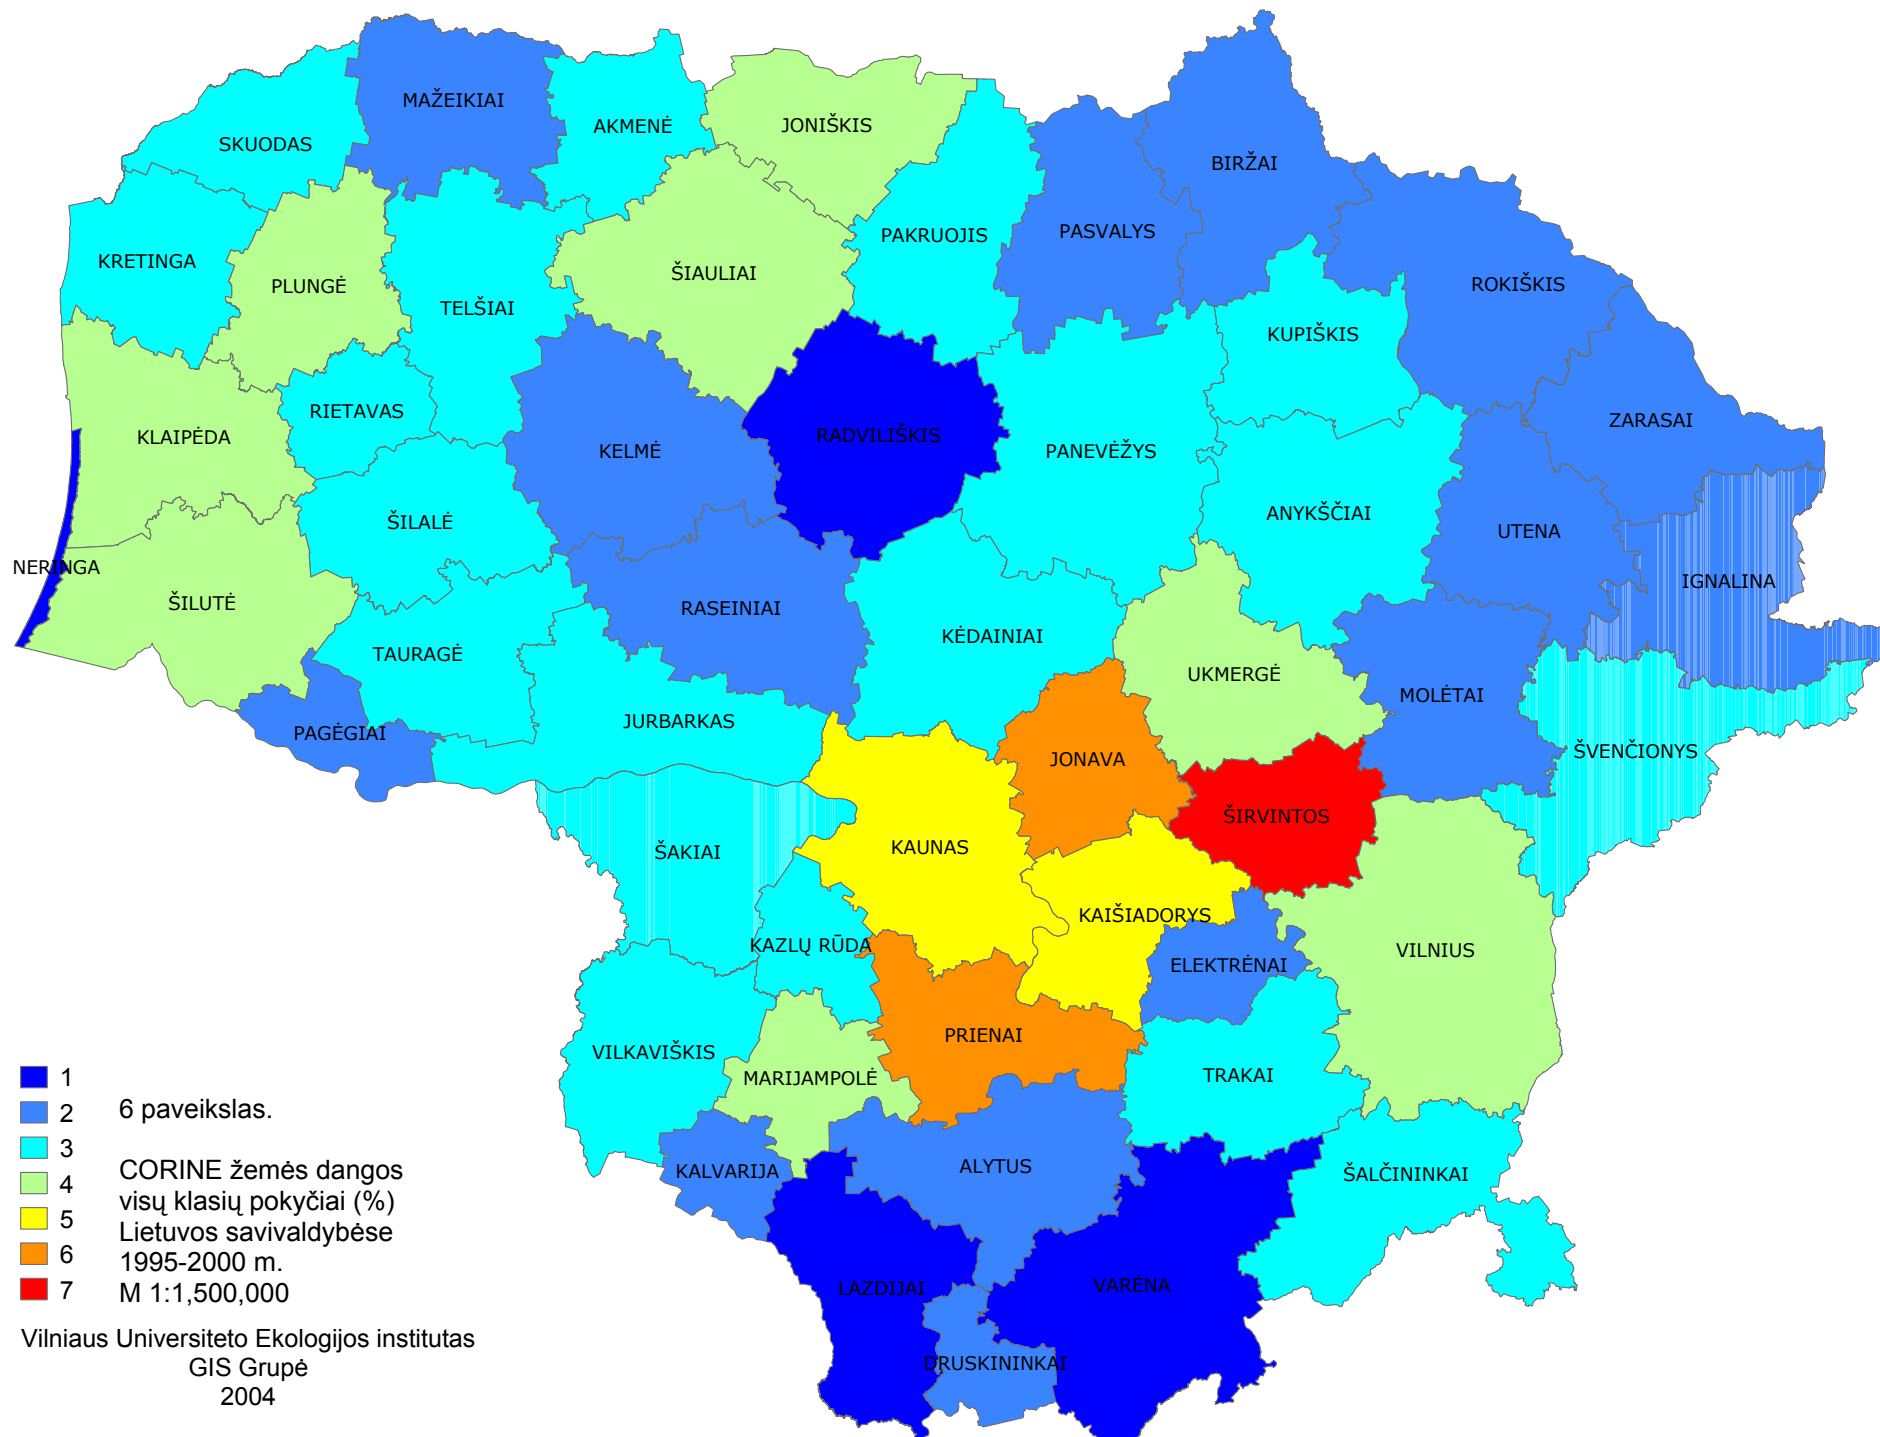 MAŽEIKIAI
AKMENĖ
JONIŠKIS
SKUODAS
BIRŽAI
PASVALYS
PAKRUOJIS
KRETINGA
ŠIAULIAI
PLUNGĖ
ROKIŠKIS
TELŠIAI
KUPIŠKIS
RIETAVAS
ZARASAI
KLAIPĖDA
RADVILIŠKIS
KELMĖ
PANEVĖŽYS
ŠILALĖ
ANYKŠČIAI
UTENA
NERINGA
IGNALINA
ŠILUTĖ
RASEINIAI
KĖDAINIAI
TAURAGĖ
UKMERGĖ
MOLĖTAI
JURBARKAS
PAGĖGIAI
ŠVENČIONYS
JONAVA
ŠIRVINTOS
KAUNAS
ŠAKIAI
KAIŠIADORYS
KAZLŲ RŪDA
VILNIUS
ELEKTRĖNAI
PRIENAI
VILKAVIŠKIS
TRAKAI
MARIJAMPOLĖ
ALYTUS
KALVARIJA
ŠALČININKAI
LAZDIJAI
VARĖNA
DRUSKININKAI
1
2
3
4
5
6
7
6 paveikslas.
CORINE žemės dangos
visų klasių pokyčiai (%)
Lietuvos savivaldybėse
1995-2000 m.
M 1:1,500,000
Vilniaus Universiteto Ekologijos institutas
GIS Grupė
2004